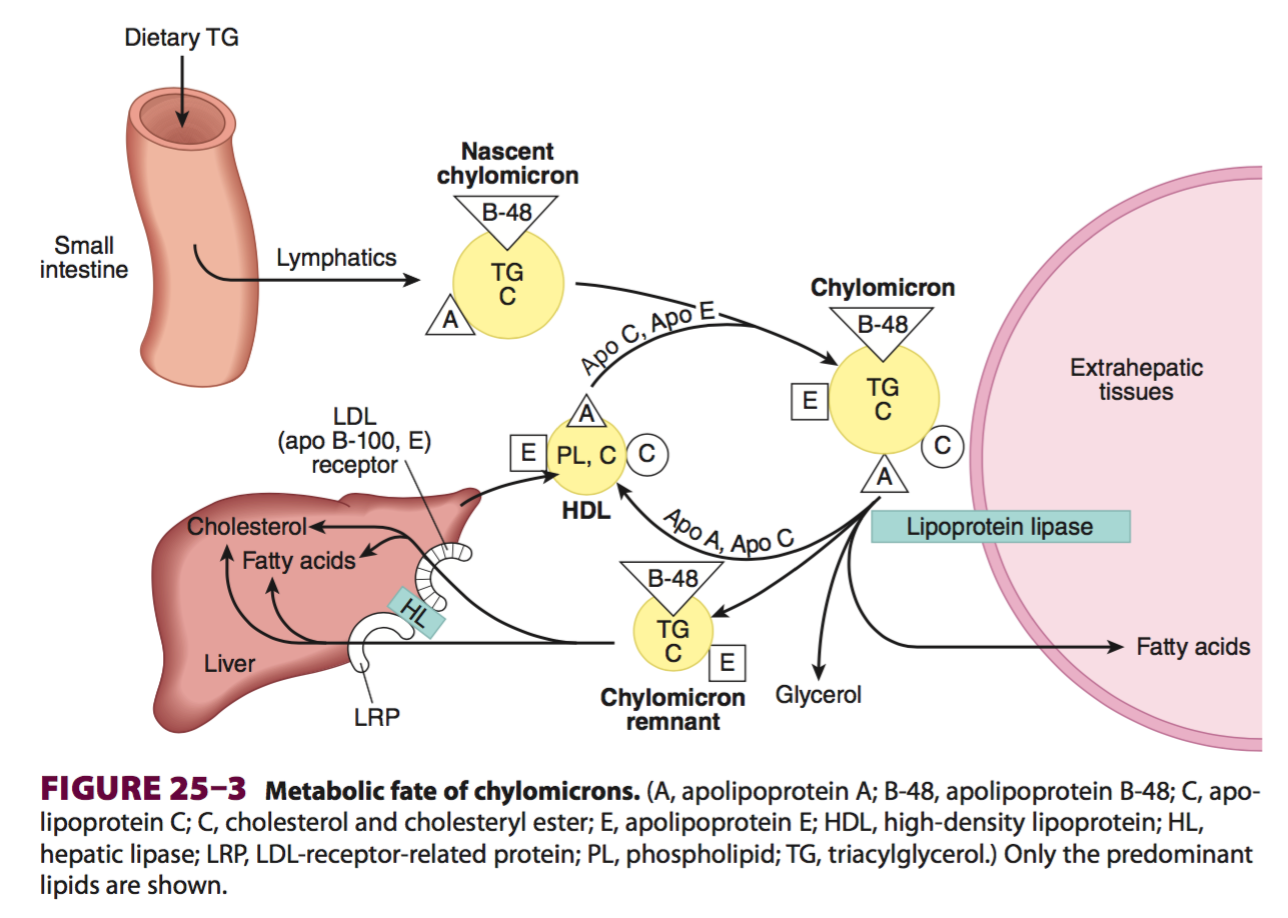 Dietary TG
Small
intestine
Lymphatics
Nascent
chylomicron
B-48
TG
C
A
Apo C, Apo E
Chylomicron
B-48
TG
C
E
C
A
Extrahepatic
tissues
LDL
(apo B-100, E)
receptor
A
E
PL, C
C
HDL
Apo A, Apo C
Lipoprotein lipase
Cholesterol
Fatty acids
HL
Liver
LRP
B-48
TG
C
E
Chylomicron
remnant
Glycerol
Fatty acids
FIGURE 25–3 Metabolic fate of chylomicrons. (A, apolipoprotein A; B-48, apolipoprotein B-48; C, apo-
lipoprotein C; C, cholesterol and cholesteryl ester; E, apolipoprotein E; HDL, high-density lipoprotein; HL,
hepatic lipase; LRP, LDL-receptor-related protein; PL, phospholipid; TG, triacylglycerol.) Only the predominant
lipids are shown.